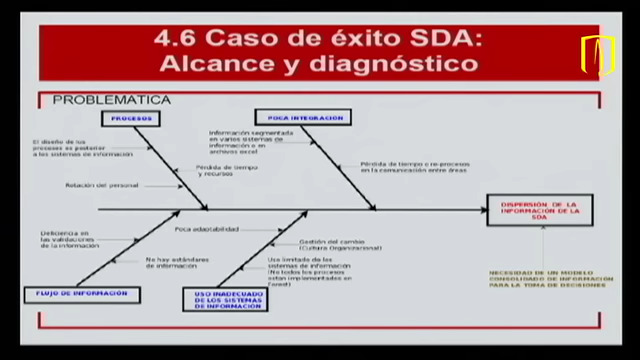 4.6 Caso de éxito SDA:
Alcance y diagnóstico
PROBLEMATICA
PROCESOS
POCA INTEGRACIÓN
El diseño de los
procesos es posterior
a los sistemas de información
Pérdida de tiempo
y recursos
Rotación del personal
Información segmentada
en varios sistemas de
información o en
archivos excel
Pérdida de tiempo o re-procesos
en la comunicación entre áreas
DISPERSIÓN DE LA
INFORMACIÓN DE LA
SDA
Deficiencia en
las validaciones
de la información
No hay estándares
de información
Poca adaptabilidad
Gestión del cambio
(Cultura Organizacional)
Uso limitado de los
sistemas de información
(No todos los procesos
están implementados en
Forest)
FLUJO DE INFORMACIÓN
USO INADECUADO
DE LOS SISTEMAS DE
INFORMACIÓN
NECESIDAD DE UN MODELO
CONSOLIDADO DE INFORMACIÓN
PARA LA TOMA DE DECISIONES